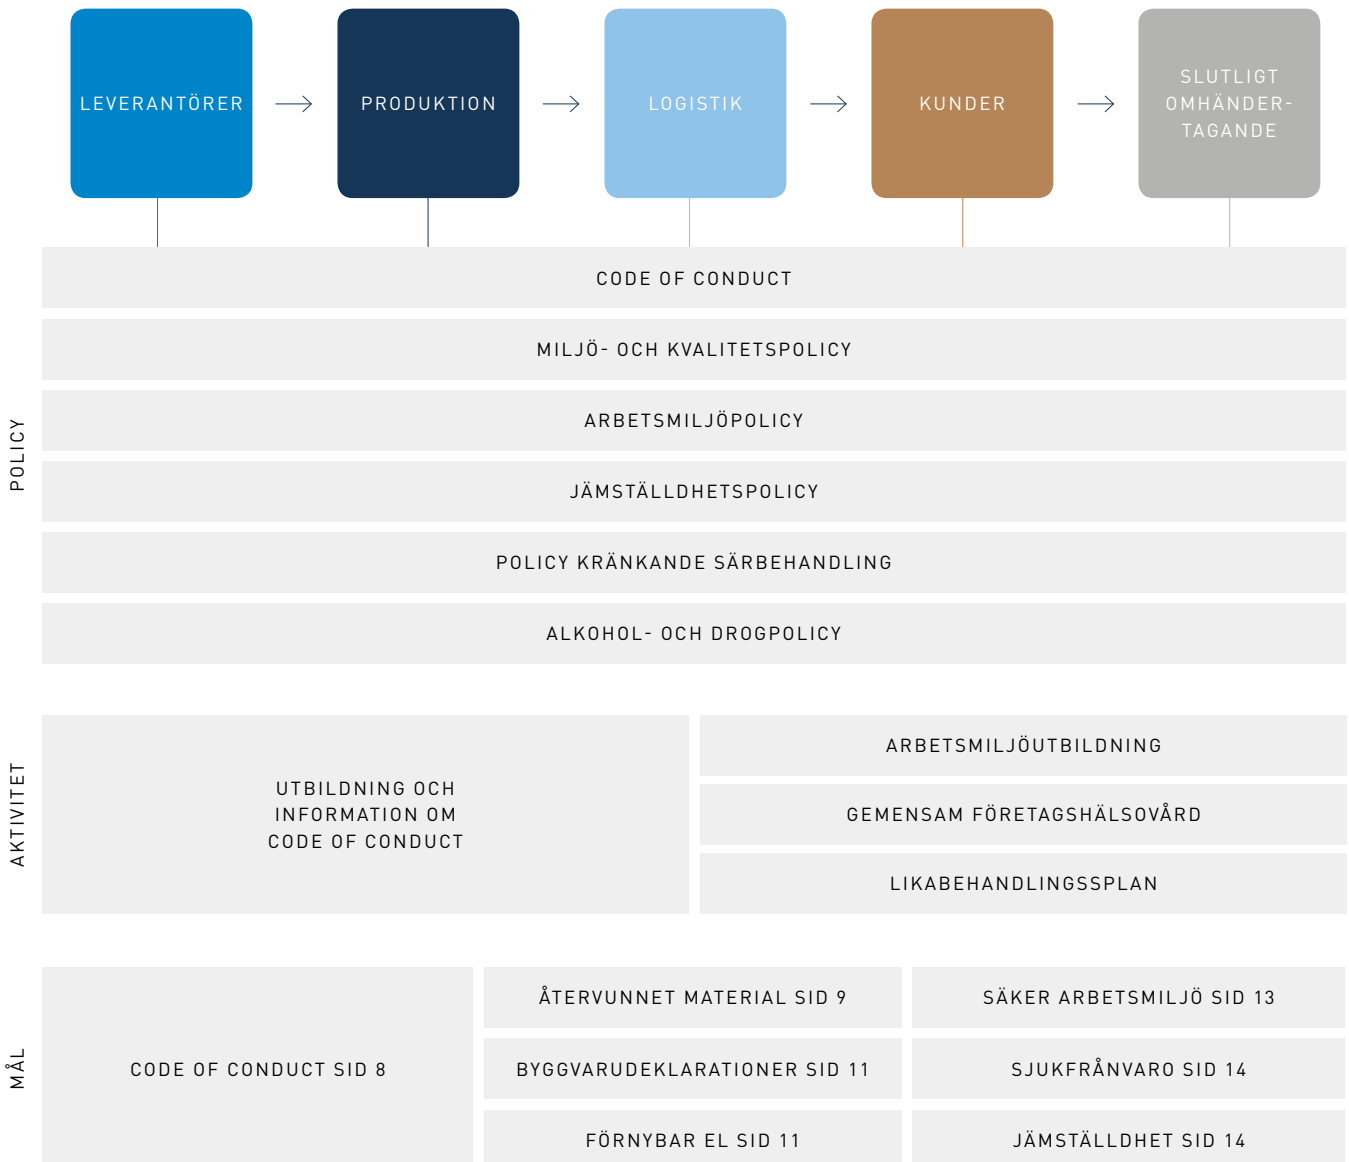 LEVERANTÖRER
PRODUKTION
LOGISTIK
KUNDER
SLUTLIGT
OMHÄNDER-
TAGANDE
POLICY
CODE OF CONDUCT
MILJÖ- OCH KVALITETSPOLICY
ARBETSMILJÖPOLICY
JÄMSTÄLLDHETSPOLICY
POLICY KRÄNKANDE SÄRBEHANDLING
ALKOHOL- OCH DROGPOLICY
AKTIVITET
UTBILDNING OCH
INFORMATION OM
CODE OF CONDUCT
ARBETSMILJÖUTBILDNING
GEMENSAM FÖRETAGSHÄLSOVÅRD
LIKABEHANDLINGSSPLAN
MÅL
CODE OF CONDUCT SID 8
ÅTERVUNNET MATERIAL SID 9
BYGGVARUDEKLARATIONER SID 11
FÖRNYBAR EL SID 11
SÄKER ARBETSMILJÖ SID 13
SJUKFRÅNVARO SID 14
JÄMSTÄLLDHET SID 14